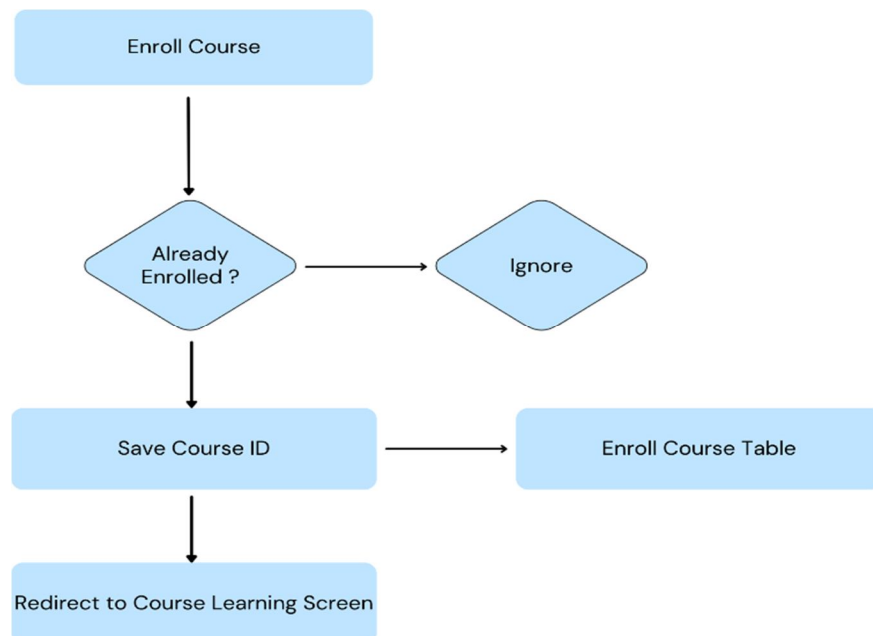 Enroll Course
Already
Enrolled ?
Ignore
Save Course ID
Enroll Course Table
Redirect to Course Learning Screen